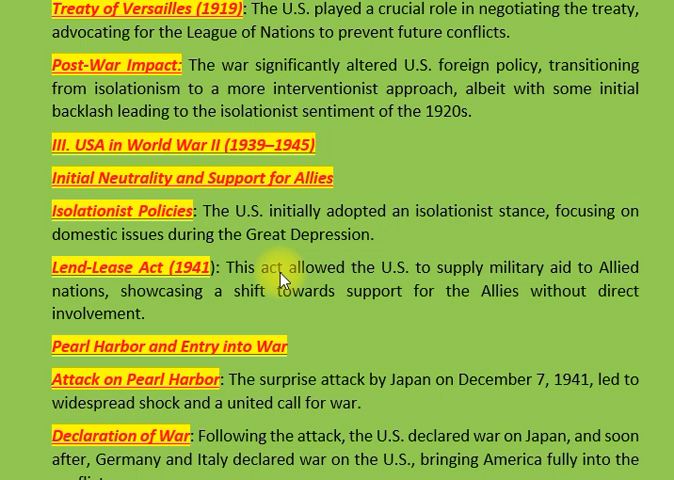 Treaty of Versailles (1919): The U.S. played a crucial role in negotiating the treaty,
advocating for the League of Nations to prevent future conflicts.
Post-War Impact: The war significantly altered U.S. foreign policy, transitioning
from isolationism to a more interventionist approach, albeit with some initial
backlash leading to the isolationist sentiment of the 1920s.
III. USA in World War II (1939–1945)
Initial Neutrality and Support for Allies
Isolationist Policies: The U.S. initially adopted an isolationist stance, focusing on
domestic issues during the Great Depression.
Lend-Lease Act (1941): This act allowed the U.S. to supply military aid to Allied
nations, showcasing a shift towards support for the Allies without direct
involvement.
Pearl Harbor and Entry into War
Attack on Pearl Harbor: The surprise attack by Japan on December 7, 1941, led to
widespread shock and a united call for war.
Declaration of War: Following the attack, the U.S. declared war on Japan, and soon
after, Germany and Italy declared war on the U.S., bringing America fully into the